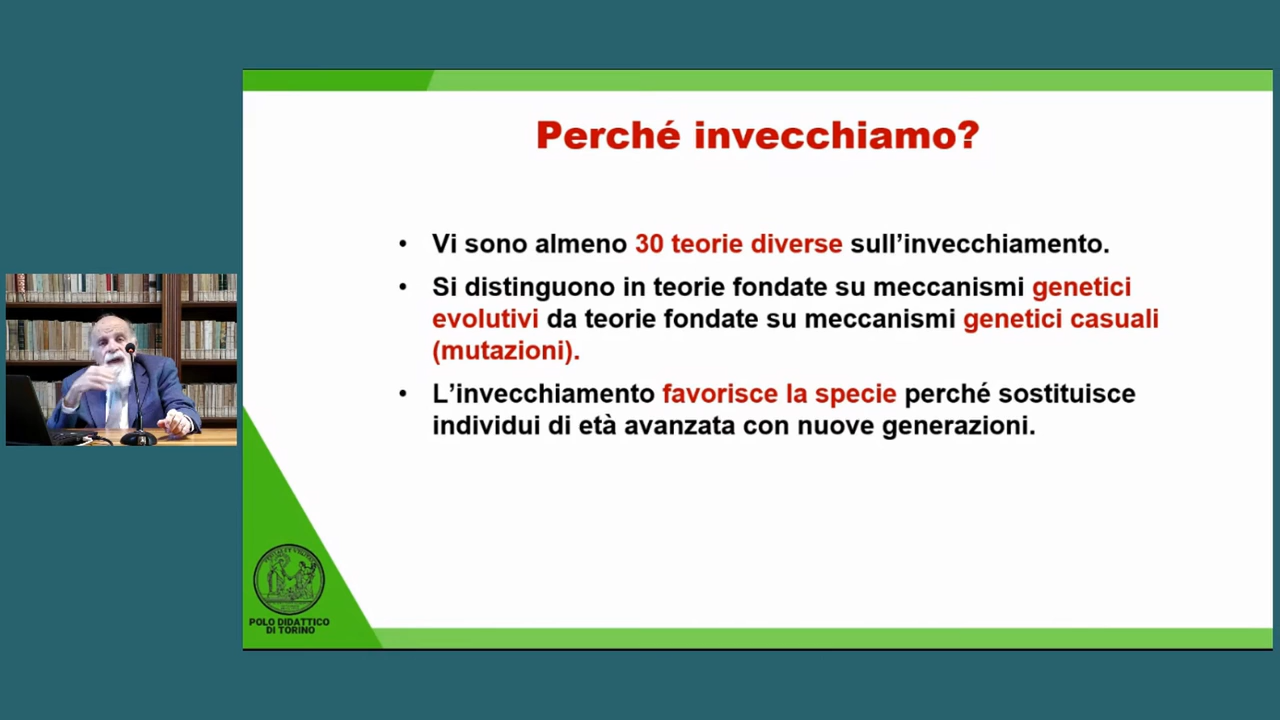 Perché invecchiamo?
• Vi sono almeno 30 teorie diverse sull’invecchiamento.
• Si distinguono in teorie fondate su meccanismi genetici
evolutivi da teorie fondate su meccanismi genetici casuali
(mutazioni).
• L’invecchiamento favorisce la specie perché sostituisce
individui di età avanzata con nuove generazioni.
POLO DIDATTICO
DI TORINO